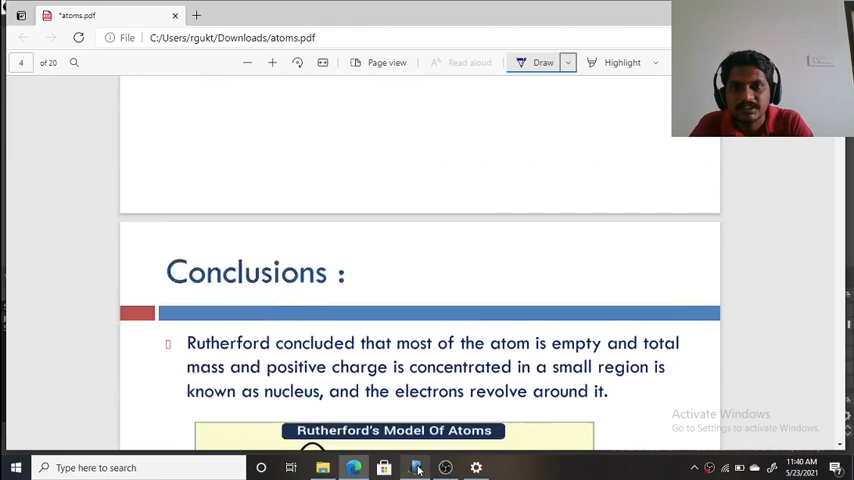 *atoms.pdf
File
C:/Users/rgukt/Downloads/atoms.pdf
4
of 20
Page view
Read aloud
Draw
Highlight
Conclusions :
Rutherford concluded that most of the atom is empty and total
mass and positive charge is concentrated in a small region is
known as nucleus, and the electrons revolve around it.
Rutherford's Model Of Atoms
Activate Windows
Go to Settings to activate Windows.
Type here to search
11:40 AM
5/23/2021